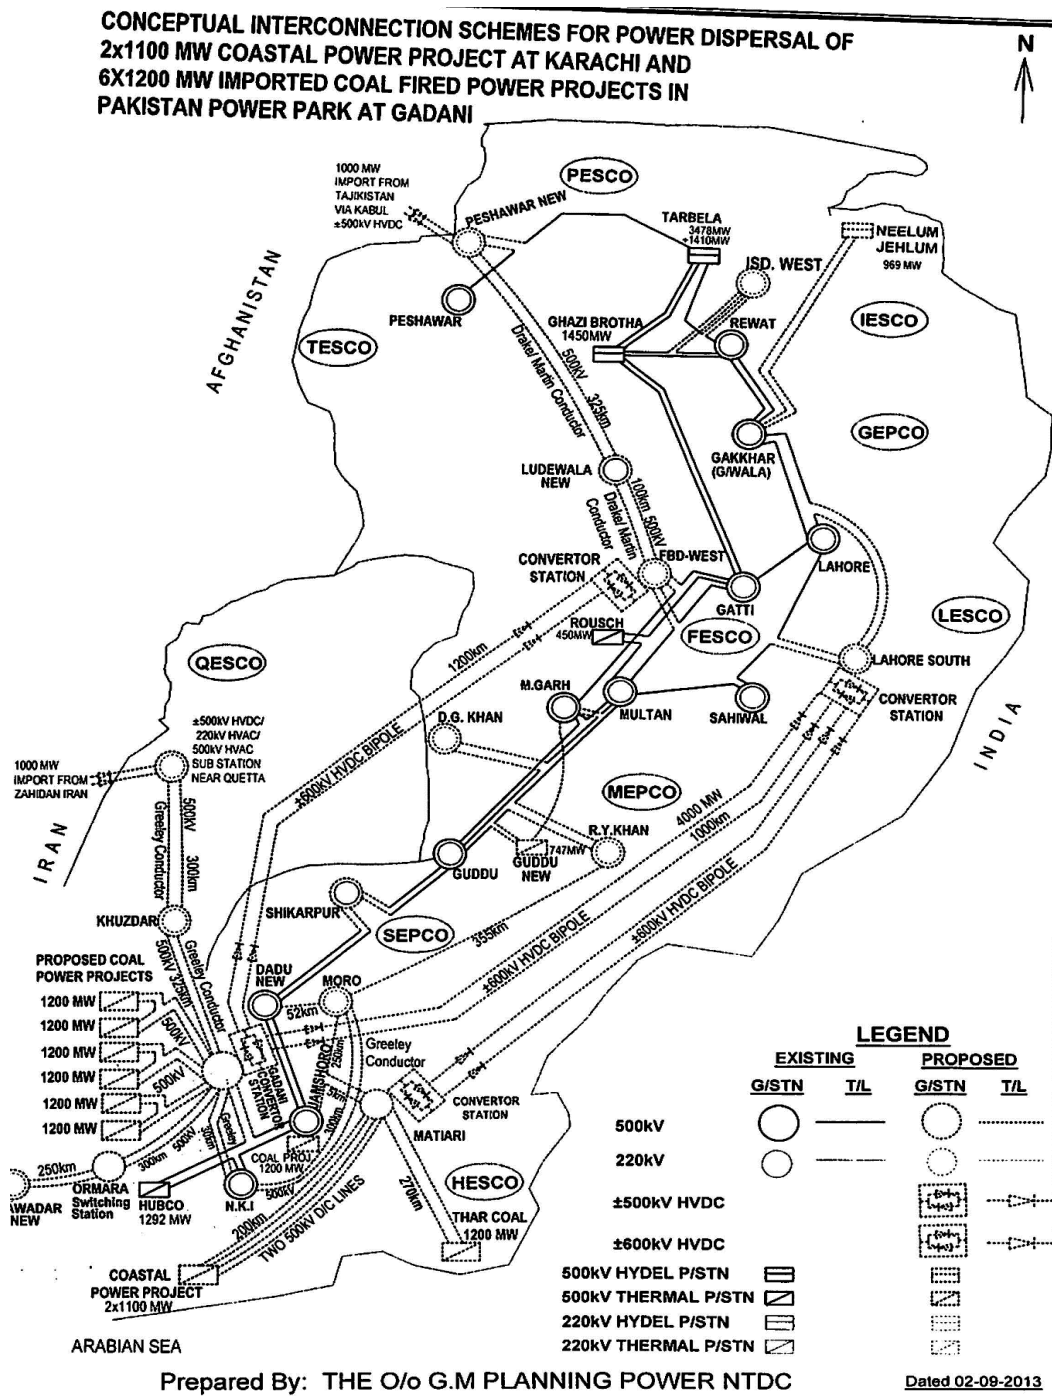 CONCEPTUAL INTERCONNECTION SCHEMES FOR POWER DISPERSAL OF
2x1100 MW COASTAL POWER PROJECT AT KARACHI AND
6X1200 MW IMPORTED COAL FIRED POWER PROJECTS IN
PAKISTAN POWER PARK AT GADANI
N
1000 MW
IMPORT FROM
TAJIKISTAN
VIA KABUL
±500kV HVDC
PESHAWAR NEW
PESCO
TARBELA
3478MW
+1410MW
NEELUM
JEHLUM
969 MW
ISD. WEST
AFGHANISTAN
PESHAWAR
TESCO
GHAZI BROTHA
1450MW
REWAT
IESCO
500kV 325km
Drake/ Martin Conductor
GEPCO
GAKKHAR
(G/WALA)
LUDEWALA
NEW
100km 500kV
Drake/ Martin
Conductor
CONVERTOR
STATION
FBD-WEST
LAHORE
GATTI
ROUSCH
450MW
FESCO
LESCO
QESCO
1200km
LAHORE SOUTH
M.GARH
MULTAN
SAHIWAL
CONVERTOR
STATION
D.G. KHAN
INDIA
±500kV HVDC/
220kV HVAC/
500kV HVAC
SUB STATION
NEAR QUETTA
1000 MW
IMPORT FROM
ZAHIDAN IRAN
±600kV HVDC BIPOLE
MEPCO
4000 MW
1000km
IRAN
500kV 300km
Greeley Conductor
R.Y.KHAN
GUDDU
GUDDU
NEW
747MW
±600kV HVDC BIPOLE
KHUZDAR
SHIKARPUR
SEPCO
355km
±600kV HVDC BIPOLE
PROPOSED COAL
POWER PROJECTS
500kV 325km
Greeley Conductor
DADU
NEW
MORO
52km
1200 MW
1200 MW
1200 MW
1200 MW
1200 MW
1200 MW
500kV
500kV
500kV
GADANI
CONVERTOR
STATION
JAMSHORO
250km
Greeley
Conductor
5km
300km
CONVERTOR
STATION
MATIARI
Greeley
30km
COAL PROJ.
1200 MW
250km
300km
ORMARA
Switching
Station
AWADAR
NEW
HUBCO
1292 MW
N.K.I
500kV
HESCO
270km
THAR COAL
1200 MW
200km
TWO 500kV D/C LINES
COASTAL
POWER PROJECT
2x1100 MW
ARABIAN SEA
LEGEND
EXISTING PROPOSED
G/STN T/L G/STN T/L
500kV
220kV
±500kV HVDC
±600kV HVDC
500kV HYDEL P/STN
500kV THERMAL P/STN
220kV HYDEL P/STN
220kV THERMAL P/STN
Prepared By: THE O/o G.M PLANNING POWER NTDC
Dated 02-09-2013